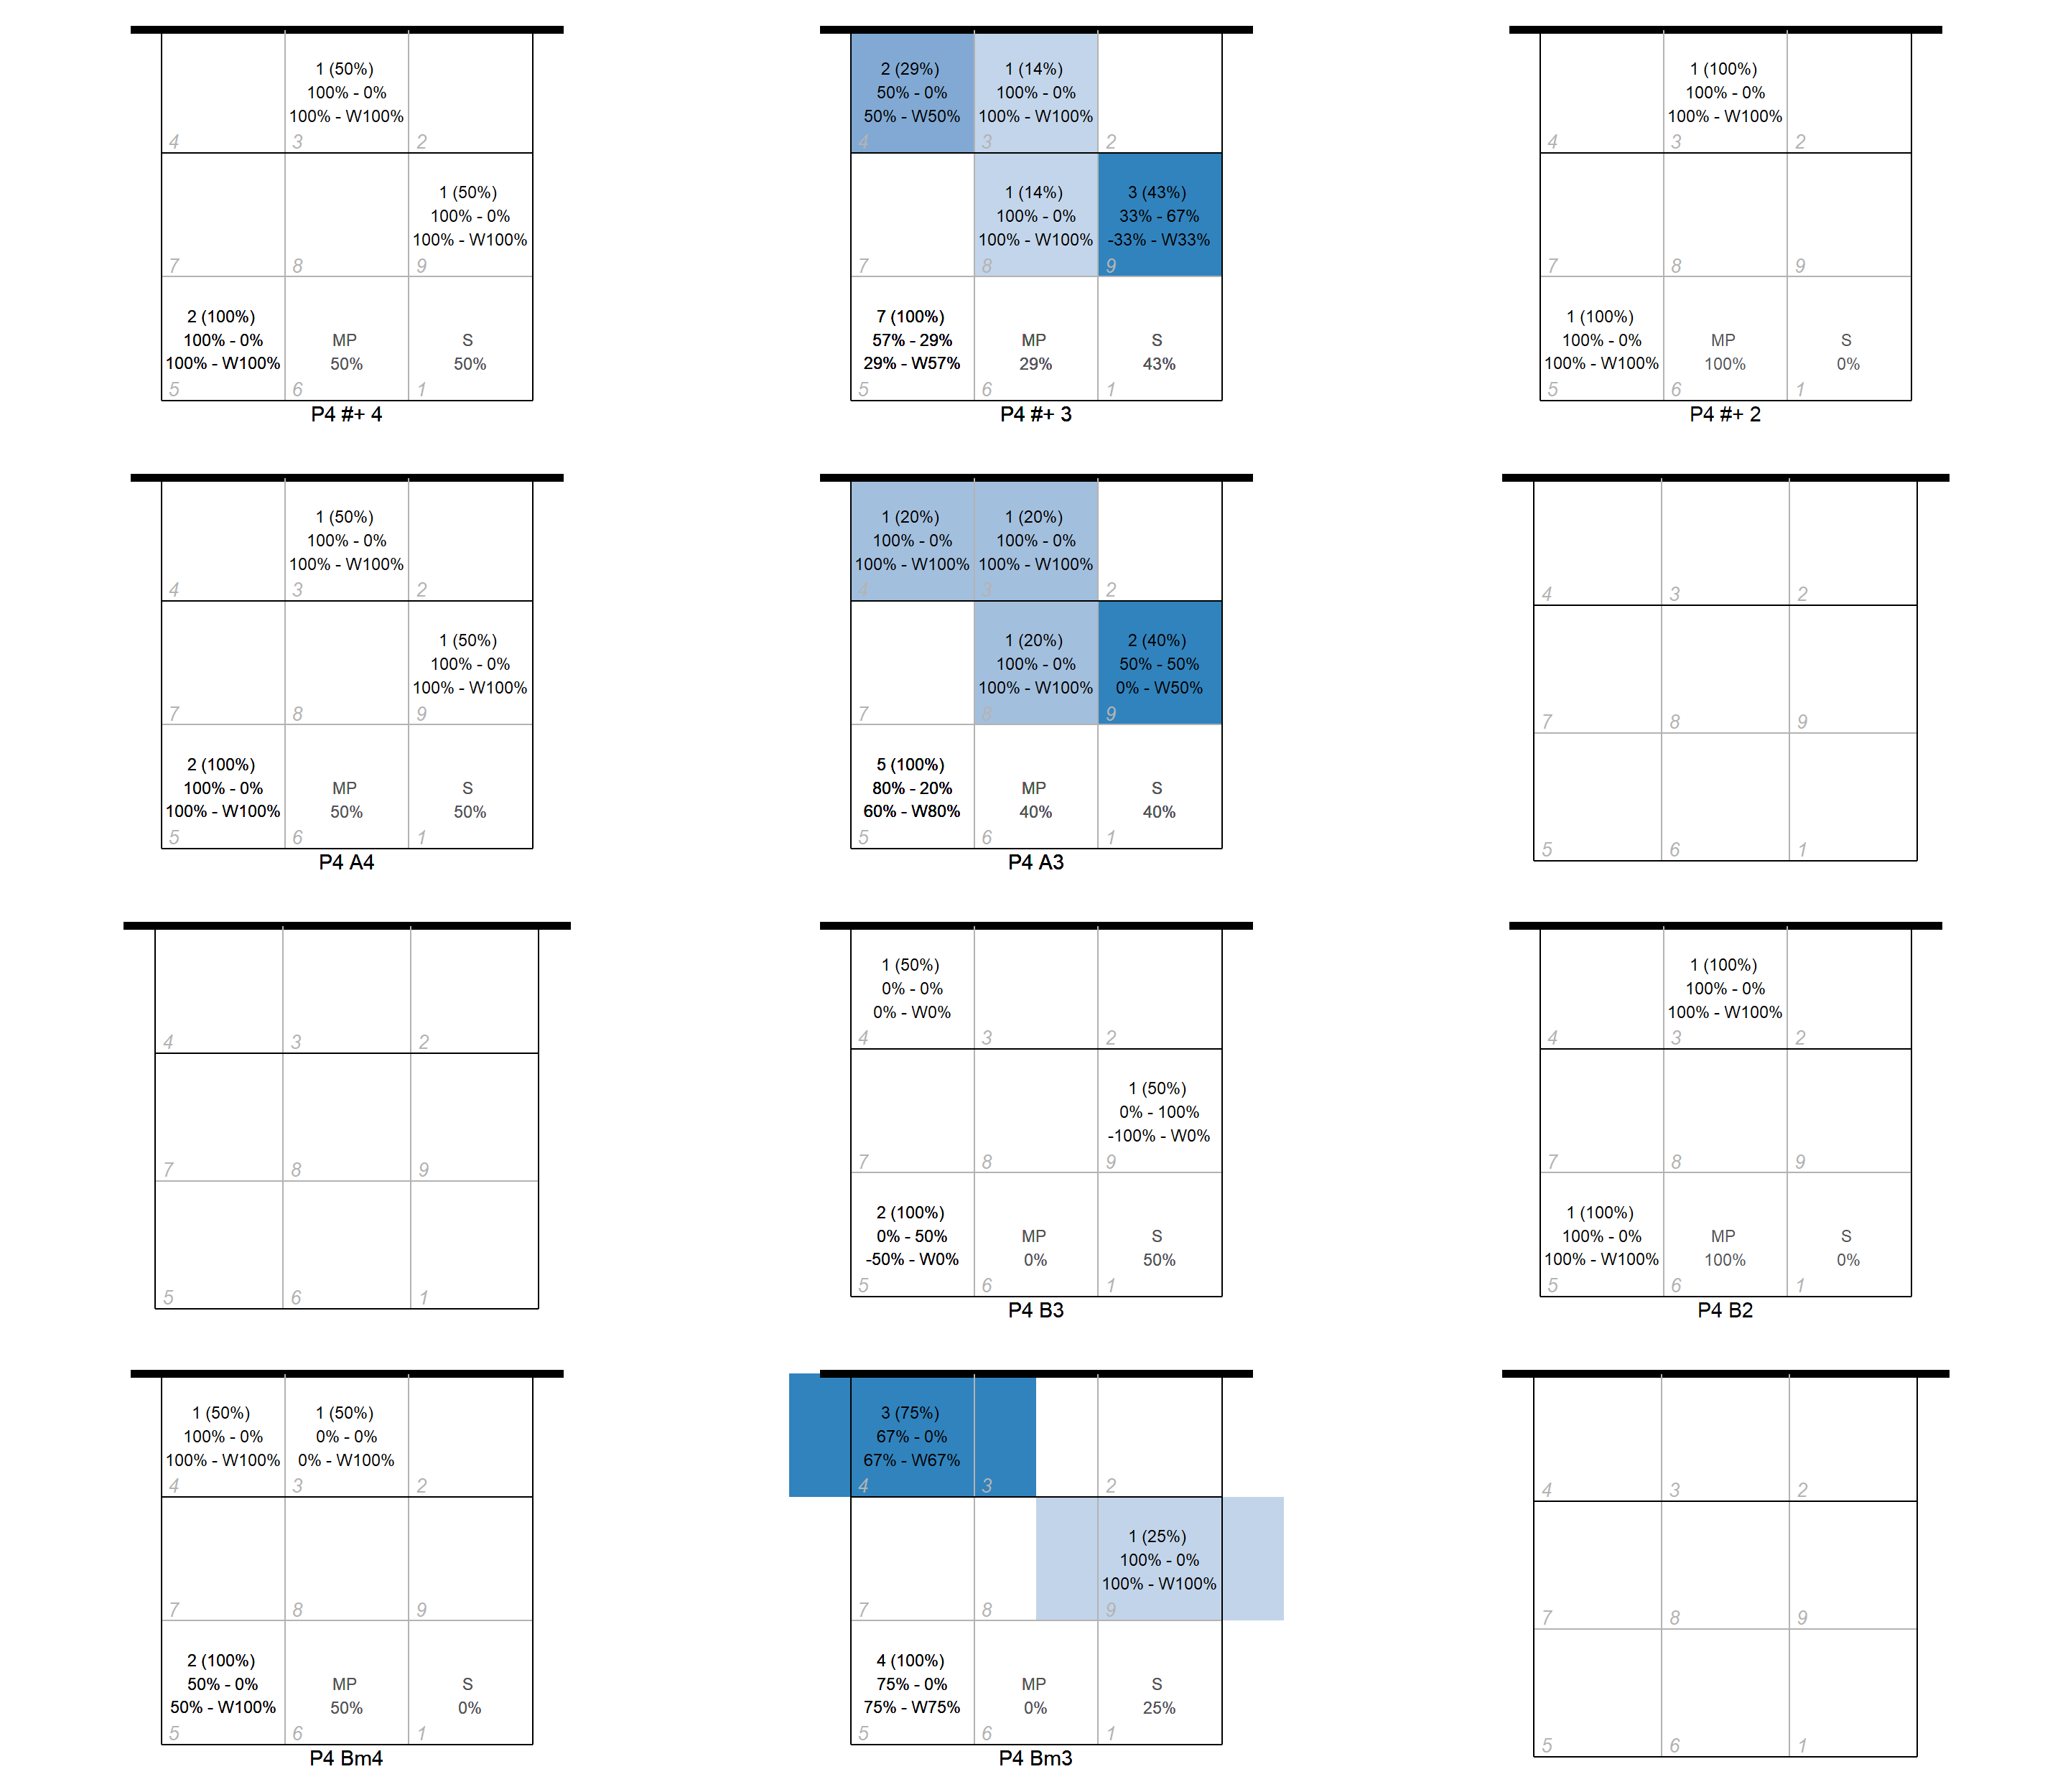 1 (50%)
100% - 0%
100% - W100%
4 3 2
1 (50%)
100% - 0%
100% - W100%
7 8 9
2 (100%)
100% - 0% MP S
100% - W100% 50% 50%
5 6 1
P4 #+ 4
2 (29%) 1 (14%)
50% - 0% 100% - 0%
50% - W50% 100% - W100%
4 3 2
1 (14%) 3 (43%)
100% - 0% 33% - 67%
100% - W100% -33% - W33%
7 8 9
7 (100%)
57% - 29% MP S
29% - W57% 29% 43%
5 6 1
P4 #+ 3
1 (100%)
100% - 0%
100% - W100%
4 3 2
7 8 9
1 (100%)
100% - 0% MP S
100% - W100% 100% 0%
5 6 1
P4 #+ 2
1 (50%)
100% - 0%
100% - W100%
4 3 2
1 (50%)
100% - 0%
100% - W100%
7 8 9
2 (100%)
100% - 0% MP S
100% - W100% 50% 50%
5 6 1
P4 A4
1 (20%) 1 (20%)
100% - 0% 100% - 0%
100% - W100% 100% - W100%
4 3 2
1 (20%) 2 (40%)
100% - 0% 50% - 50%
100% - W100% 0% - W50%
7 8 9
5 (100%)
80% - 20% MP S
60% - W80% 40% 40%
5 6 1
P4 A3
4 3 2
7 8 9
5 6 1
4 3 2
7 8 9
5 6 1
1 (50%)
0% - 0%
0% - W0%
4 3 2
1 (50%)
0% - 100%
-100% - W0%
7 8 9
2 (100%)
0% - 50% MP S
-50% - W0% 0% 50%
5 6 1
P4 B3
1 (100%)
100% - 0%
100% - W100%
4 3 2
7 8 9
1 (100%)
100% - 0% MP S
100% - W100% 100% 0%
5 6 1
P4 B2
1 (50%) 1 (50%)
100% - 0% 0% - 0%
100% - W100% 0% - W100%
4 3 2
7 8 9
2 (100%)
50% - 0% MP S
50% - W100% 50% 0%
5 6 1
P4 Bm4
3 (75%)
67% - 0%
67% - W67%
4 3 2
1 (25%)
100% - 0%
100% - W100%
7 8 9
4 (100%)
75% - 0% MP S
75% - W75% 0% 25%
5 6 1
P4 Bm3
4 3 2
7 8 9
5 6 1